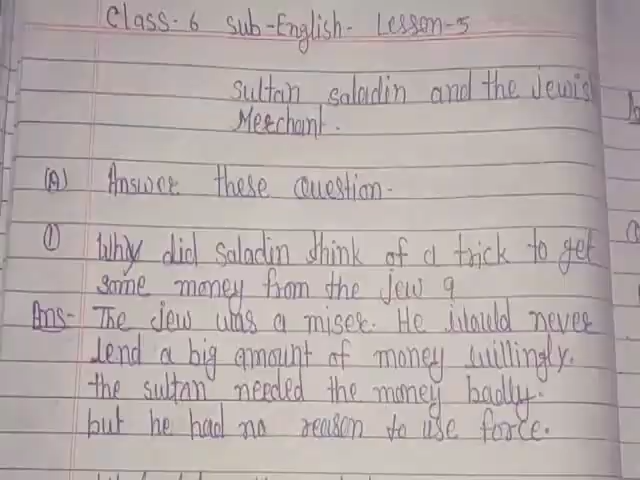 Class-6 Sub-English- Lesson-5
Sultan Saladin and the Jewis
Merchant.
(A) Answer these Question-
(1) Why did Saladin think of a trick to get
some money from the Jew ?
Ans- The Jew was a miser. He would never
lend a big amount of money willingly.
the sultan needed the money badly.
but he had no reason to use force.